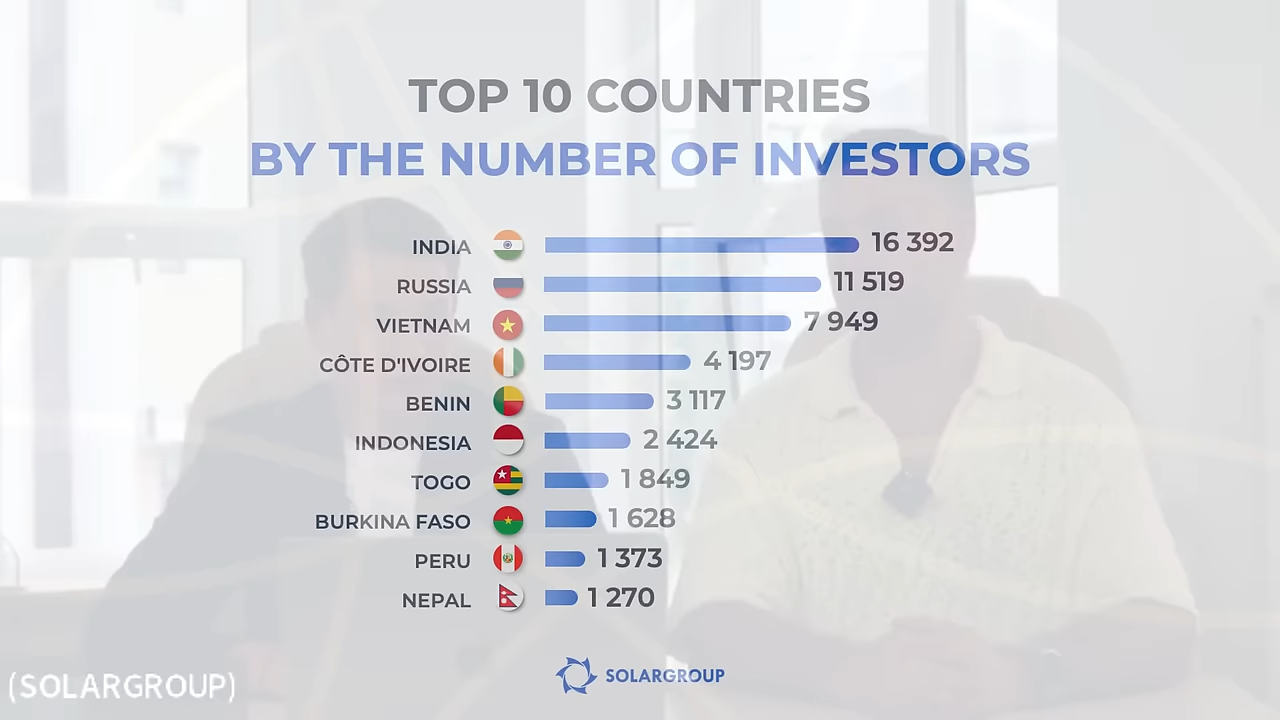 TOP 10 COUNTRIES
BY THE NUMBER OF INVESTORS
INDIA 16 392
RUSSIA 11 519
VIETNAM 7 949
CÔTE D'IVOIRE 4 197
BENIN 3 117
INDONESIA 2 424
TOGO 1 849
BURKINA FASO 1 628
PERU 1 373
NEPAL 1 270
SOLARGROUP
(SOLARGROUP)